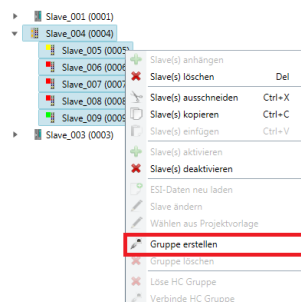 Slave_001 (0001)
Slave_004 (0004)
Slave_005 (0005)
Slave_006 (0006
Slave_007 (0007
Slave_008 (0008
Slave_009 (0009
Slave_003 (0003)
Slave(s) anhängen
Slave(s) löschen Del
Slave(s) ausschneiden Ctrl+X
Slave(s) kopieren Ctrl+C
Slave(s) einfügen Ctrl+V
Slave(s) aktivieren
Slave(s) deaktivieren
ESI-Daten neu laden
Slave ändern
Wählen aus Projektvorlage
Gruppe erstellen
Gruppe löschen
Löse HC Gruppe
Verbinde HC Gruppe